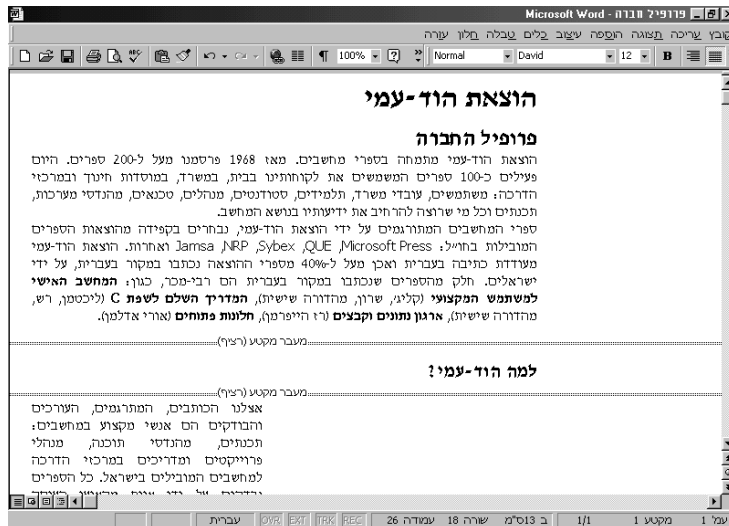 פרופיל חברה - Microsoft Word
קובץ עריכה תצוגה הוספה עיצוב כלים טבלה חלון עזרה
100% Normal David 12 B
הוצאת הוד-עמי
פרופיל החברה
הוצאת הוד-עמי מתמחה בספרי מחשבים. מאז 1968 פרסמנו מעל ל-200 ספרים. היום
פעילים כ-100 ספרים המשמשים את לקוחותינו בבית, במשרד, במוסדות חינוך ובמרכזי
הדרכה: משתמשים, עובדי משרד, תלמידים, סטודנטים, מנהלים, טכנאים, מהנדסי מערכות,
תכנתים וכל מי שרוצה להרחיב את ידיעותיו בנושא המחשב.
ספרי המחשבים המתורגמים על ידי הוצאת הוד-עמי, נבחרים בקפידה מהוצאות הספרים
המובילות בחו״ל: Microsoft Press, QUE, Sybex, NRP, Jamsa ואחרות. הוצאת הוד-עמי
מעודדת כתיבה בעברית ואכן מעל ל-40% מספרי ההוצאה נכתבו במקור בעברית, על ידי
ישראלים. חלק מהספרים שנכתבו במקור בעברית הם רבי-מכר, כגון: המחשב האישי
למשתמש המקצועי (קליג׳, שרון, מהדורה שישית), המדריך השלם לשפת C (ליכטמן, רש,
מהדורה שישית), ארגון נתונים וקבצים (רז הייפרמן), חלונות פתוחים (אורי אדלמן).
מעבר מקטע (רציף)
למה הוד-עמי?
מעבר מקטע (רציף)
אצלנו הכותבים, המתרגמים, העורכים
והבודקים הם אנשי מקצוע במחשבים:
תכנתים, מהנדסי תוכנה, מנהלי
פרוייקטים ומדריכים במרכזי הדרכה
למחשבים המובילים בישראל. כל הספרים
עמ' 1 מקטע 1 1/1 ב 13ס"מ שורה 18 עמודה 26 REC TRK EXT OVR עברית